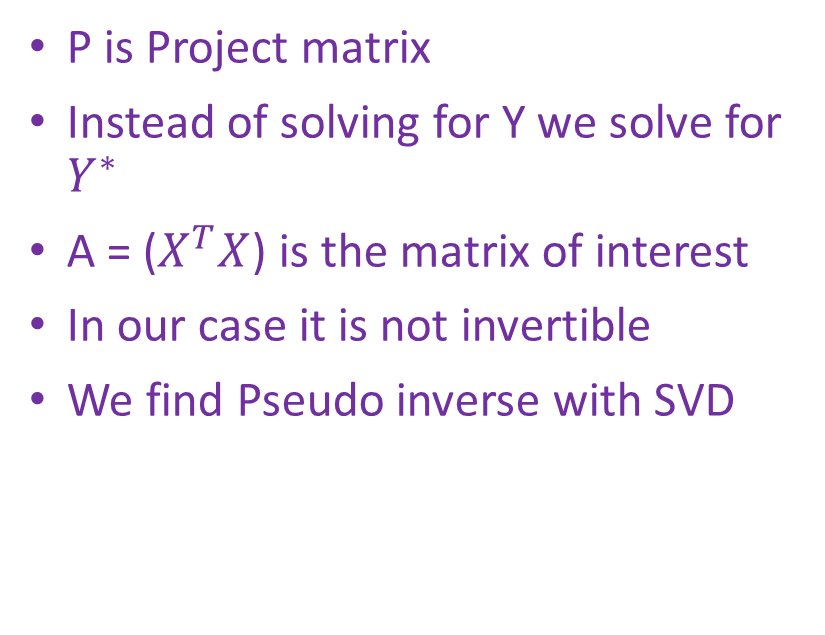 • P is Project matrix
• Instead of solving for Y we solve for
Y*
• A = (XᵀX) is the matrix of interest
• In our case it is not invertible
• We find Pseudo inverse with SVD